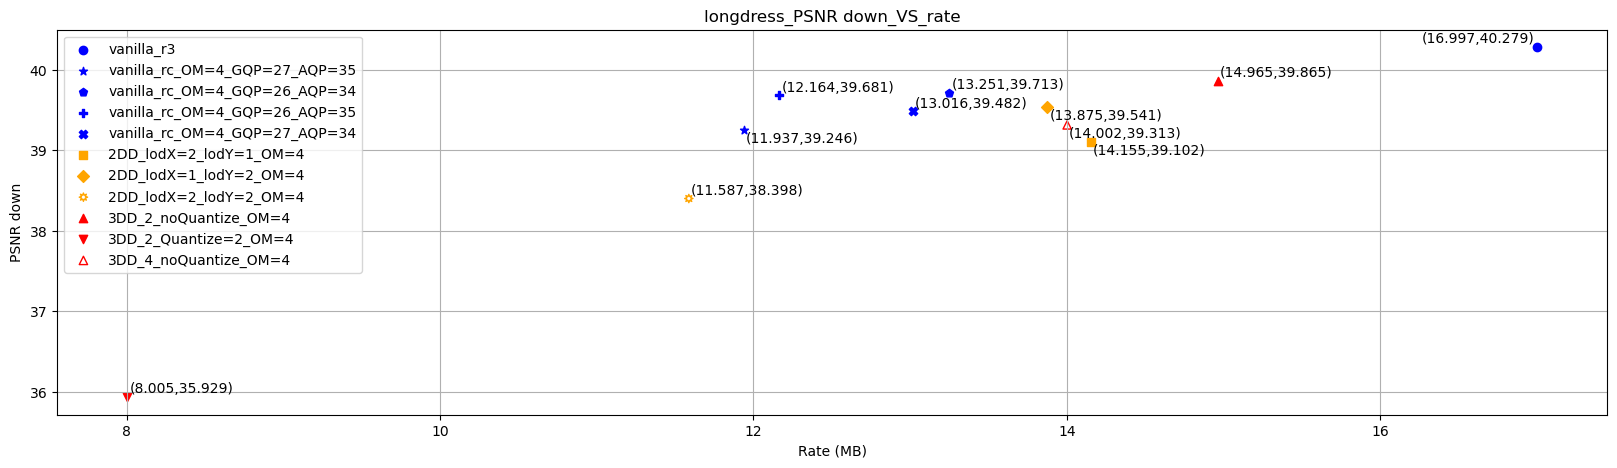 longdress_PSNR down_VS_rate
vanilla_r3
vanilla_rc_OM=4_GQP=27_AQP=35
vanilla_rc_OM=4_GQP=26_AQP=34
vanilla_rc_OM=4_GQP=26_AQP=35
vanilla_rc_OM=4_GQP=27_AQP=34
2DD_lodX=2_lodY=1_OM=4
2DD_lodX=1_lodY=2_OM=4
2DD_lodX=2_lodY=2_OM=4
3DD_2_noQuantize_OM=4
3DD_2_Quantize=2_OM=4
3DD_4_noQuantize_OM=4
(16.997,40.279)
(14.965,39.865)
(12.164,39.681)
(13.251,39.713)
(13.016,39.482)
(13.875,39.541)
(11.937,39.246)
(14.002,39.313)
(14.155,39.102)
(11.587,38.398)
(8.005,35.929)
PSNR down
40
39
38
37
36
8
10
12
14
16
Rate (MB)